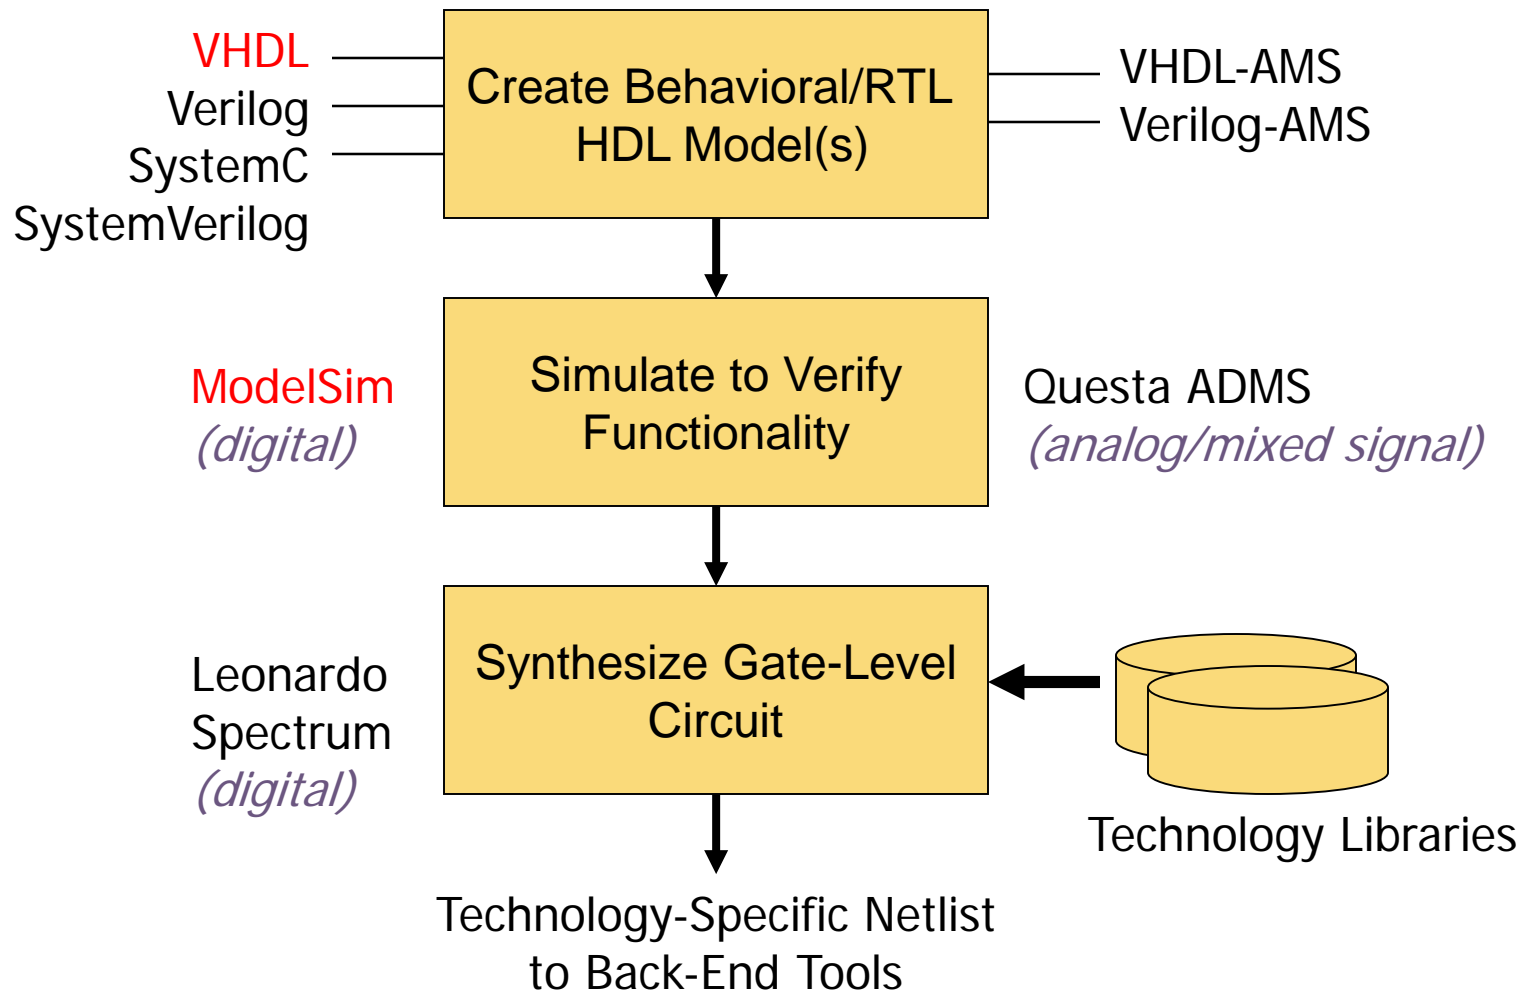 VHDL
Verilog
SystemC
SystemVerilog
Create Behavioral/RTL
HDL Model(s)
VHDL-AMS
Verilog-AMS
ModelSim
(digital)
Simulate to Verify
Functionality
Questa ADMS
(analog/mixed signal)
Leonardo
Spectrum
(digital)
Synthesize Gate-Level
Circuit
Technology Libraries
Technology-Specific Netlist
to Back-End Tools